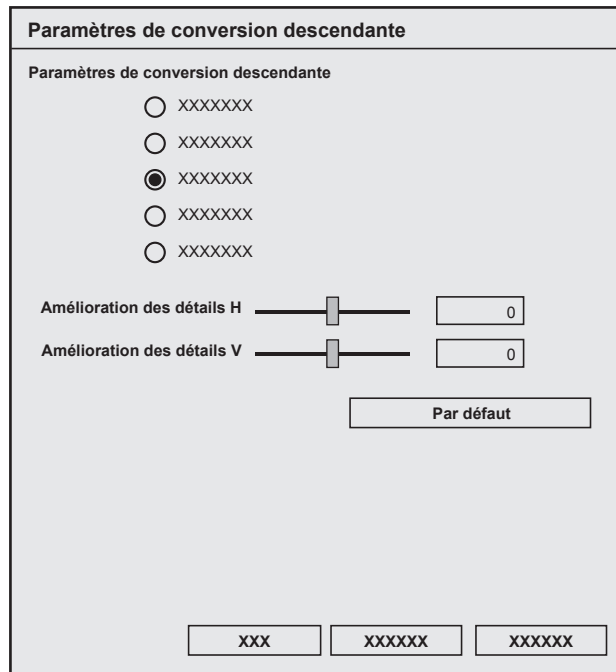 Paramètres de conversion descendante
Paramètres de conversion descendante
XXXXXXX
XXXXXXX
XXXXXXX
XXXXXXX
XXXXXXX
Amélioration des détails H 0
Amélioration des détails V 0
Par défaut
XXX XXXXXX XXXXXX